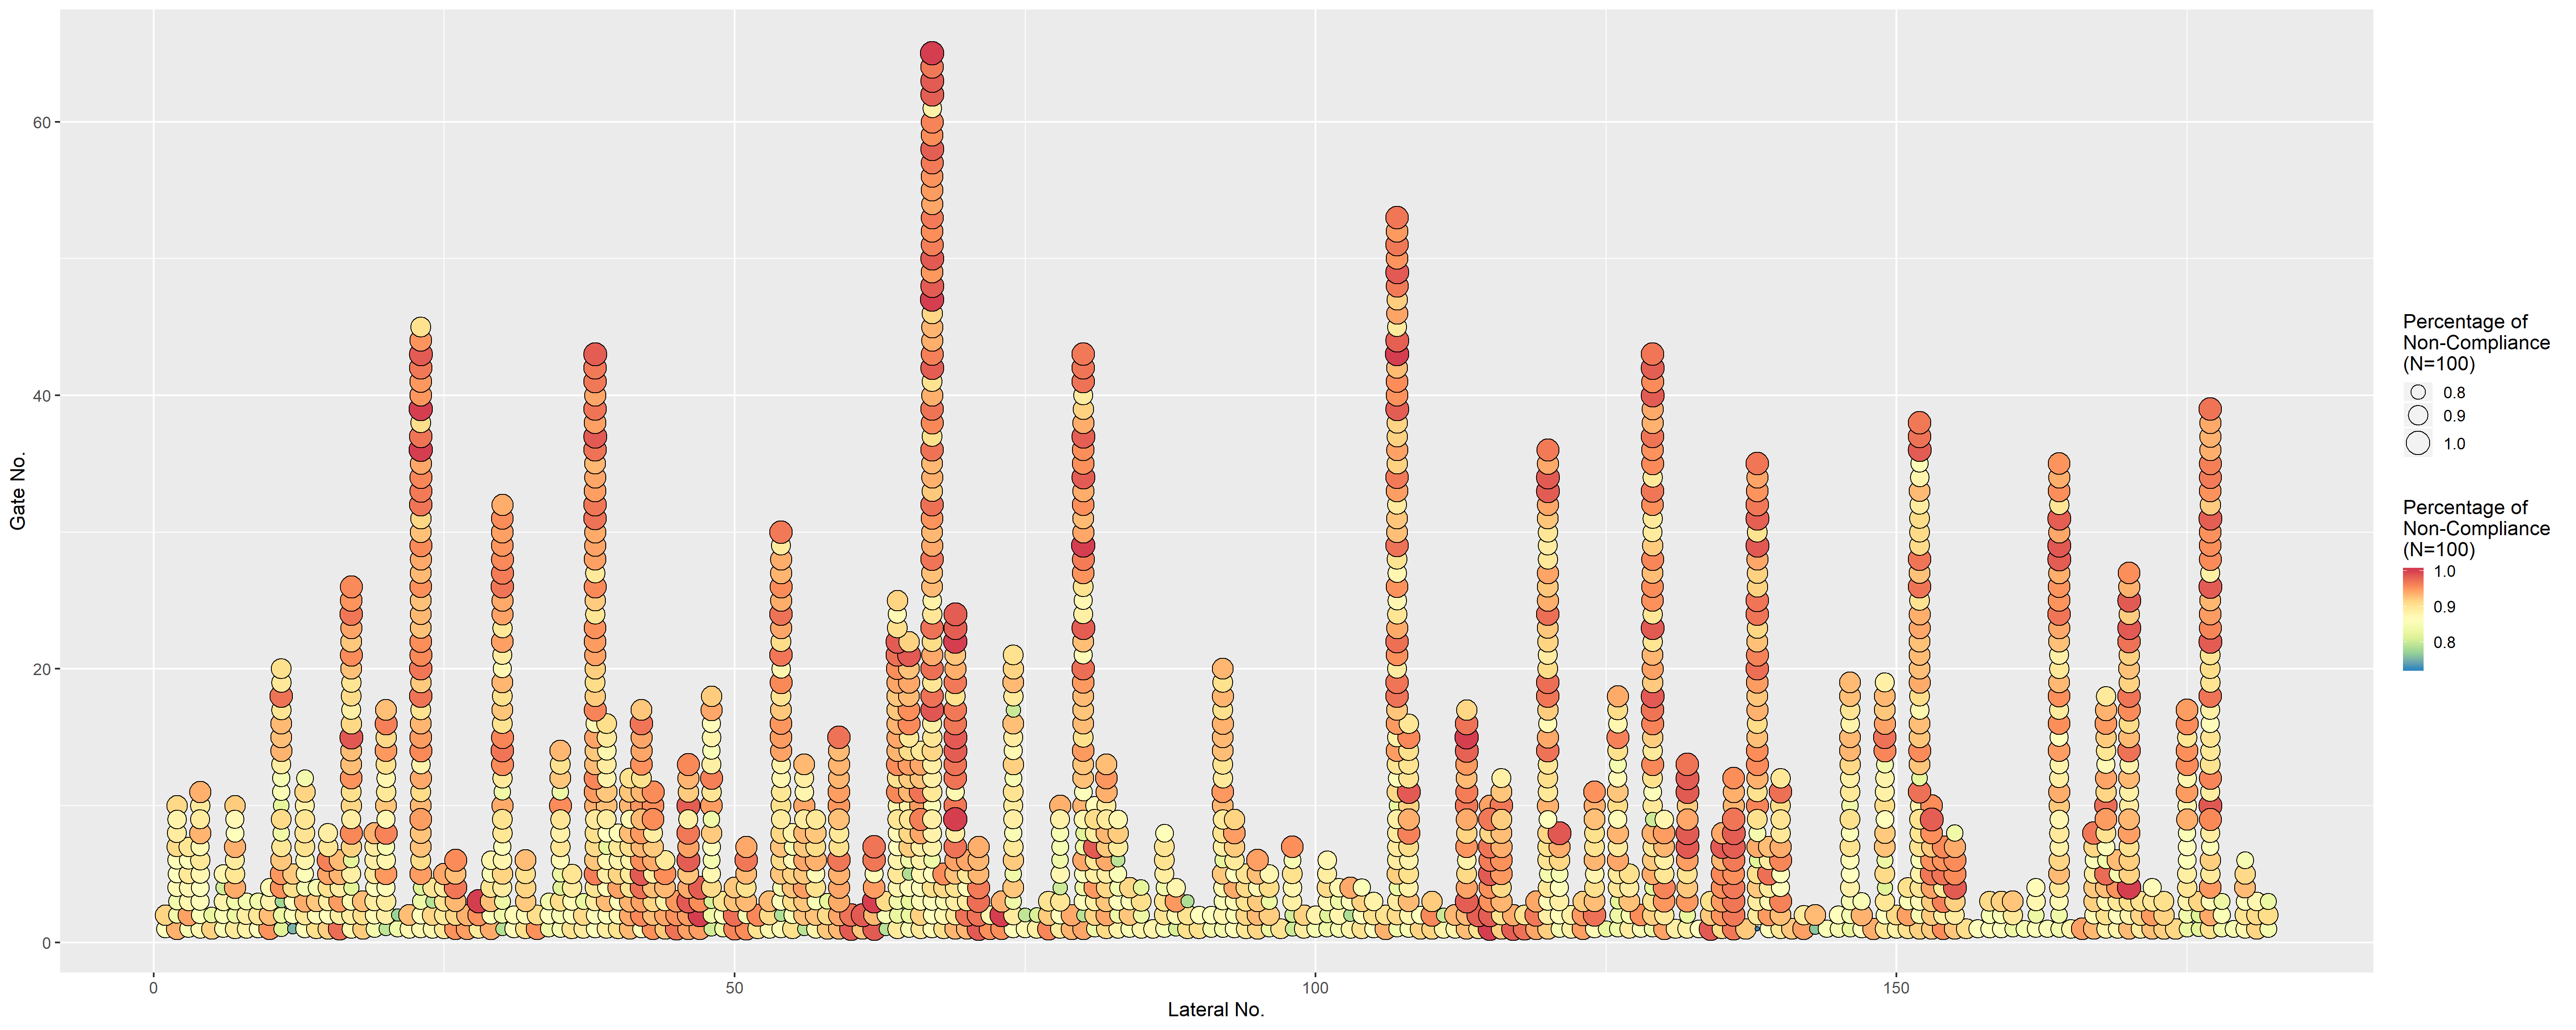 60
40
20
0
Gate No.
0
50
100
150
Lateral No.
Percentage of
Non-Compliance
(N=100)
0.8
0.9
1.0
Percentage of
Non-Compliance
(N=100)
1.0
0.9
0.8